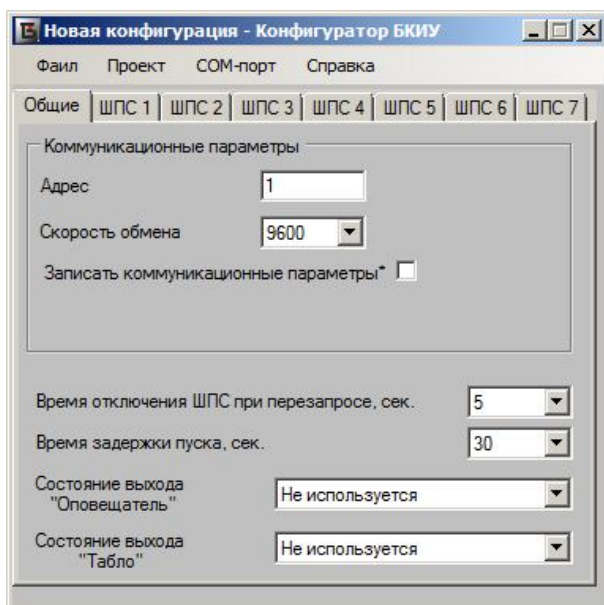 Новая конфигурация - Конфигуратор БКИУ
Фаил Проект COM-порт Справка
Общие ШПС 1 ШПС 2 ШПС 3 ШПС 4 ШПС 5 ШПС 6 ШПС 7
Коммуникационные параметры
Адрес 1
Скорость обмена 9600
Записать коммуникационные параметры*
Время отключения ШПС при перезапросе, сек. 5
Время задержки пуска, сек. 30
Состояние выхода
"Оповещатель" Не используется
Состояние выхода
"Табло" Не используется